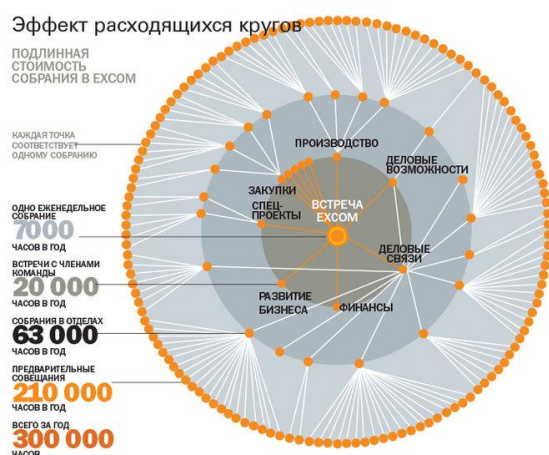 Эффект расходящихся кругов
ПОДЛИННАЯ
СТОИМОСТЬ
СОБРАНИЯ В EXCOM
КАЖДАЯ ТОЧКА
СООТВЕТСТВУЕТ
ОДНОМУ СОБРАНИЮ
ОДНО ЕЖЕНЕДЕЛЬНОЕ
СОБРАНИЕ
7000
ЧАСОВ В ГОД
ВСТРЕЧИ С ЧЛЕНАМИ
КОМАНДЫ
20 000
ЧАСОВ В ГОД
СОБРАНИЯ В ОТДЕЛАХ
63 000
ЧАСОВ В ГОД
ПРЕДВАРИТЕЛЬНЫЕ
СОВЕЩАНИЯ
210 000
ЧАСОВ В ГОД
ВСЕГО ЗА ГОД
300 000
ЧАСОВ
ПРОИЗВОДСТВО
ДЕЛОВЫЕ
ВОЗМОЖНОСТИ
ЗАКУПКИ
ВСТРЕЧА
EXCOM
СПЕЦ-
ПРОЕКТЫ
ДЕЛОВЫЕ
СВЯЗИ
РАЗВИТИЕ
БИЗНЕСА
ФИНАНСЫ